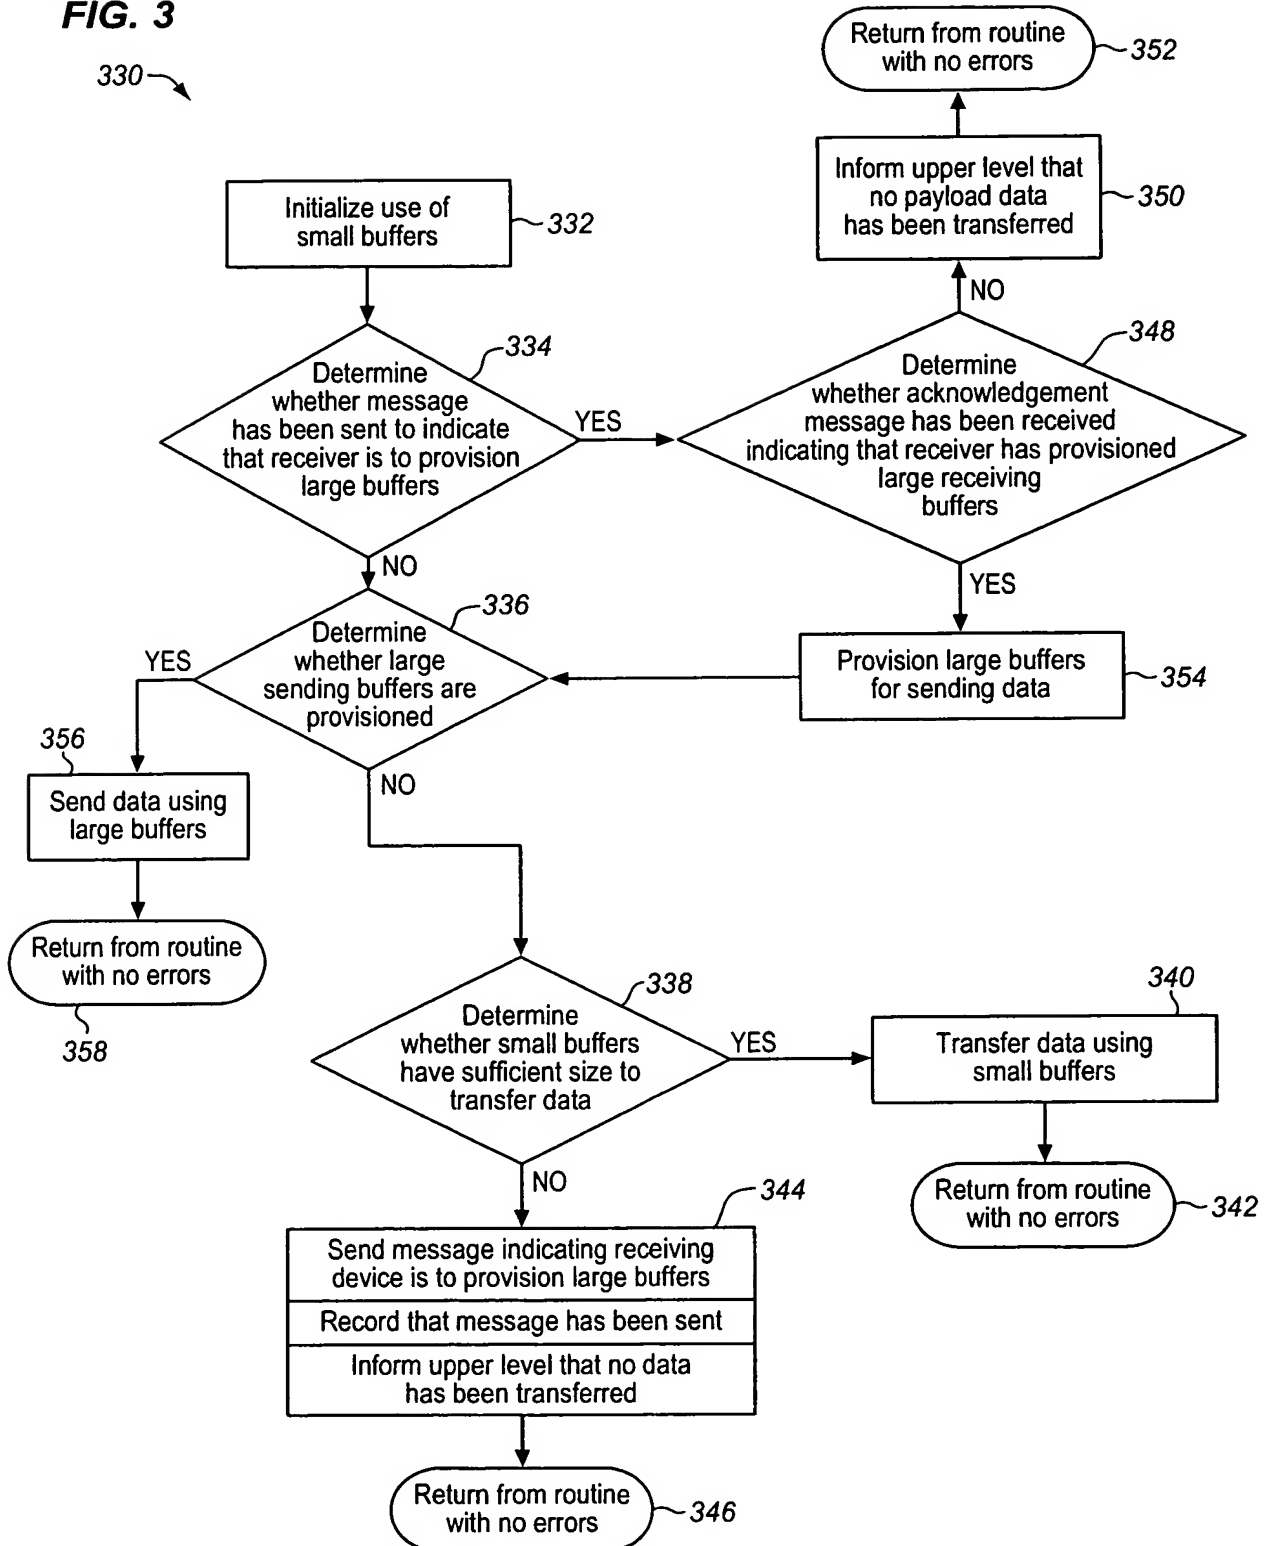 FIG. 3
330
Return from routine
with no errors
352
Inform upper level that
no payload data
has been transferred
350
Initialize use of
small buffers
332
NO
334
Determine
whether message
has been sent to indicate
that receiver is to provision
large buffers
YES
348
Determine
whether acknowledgement
message has been received
indicating that receiver has provisioned
large receiving
buffers
NO
YES
336
Determine
whether large
sending buffers are
provisioned
YES
Provision large buffers
for sending data
354
356
Send data using
large buffers
NO
Return from routine
with no errors
358
338
Determine
whether small buffers
have sufficient size to
transfer data
YES
340
Transfer data using
small buffers
NO
Return from routine
with no errors
342
344
Send message indicating receiving
device is to provision large buffers
Record that message has been sent
Inform upper level that no data
has been transferred
Return from routine
with no errors
346